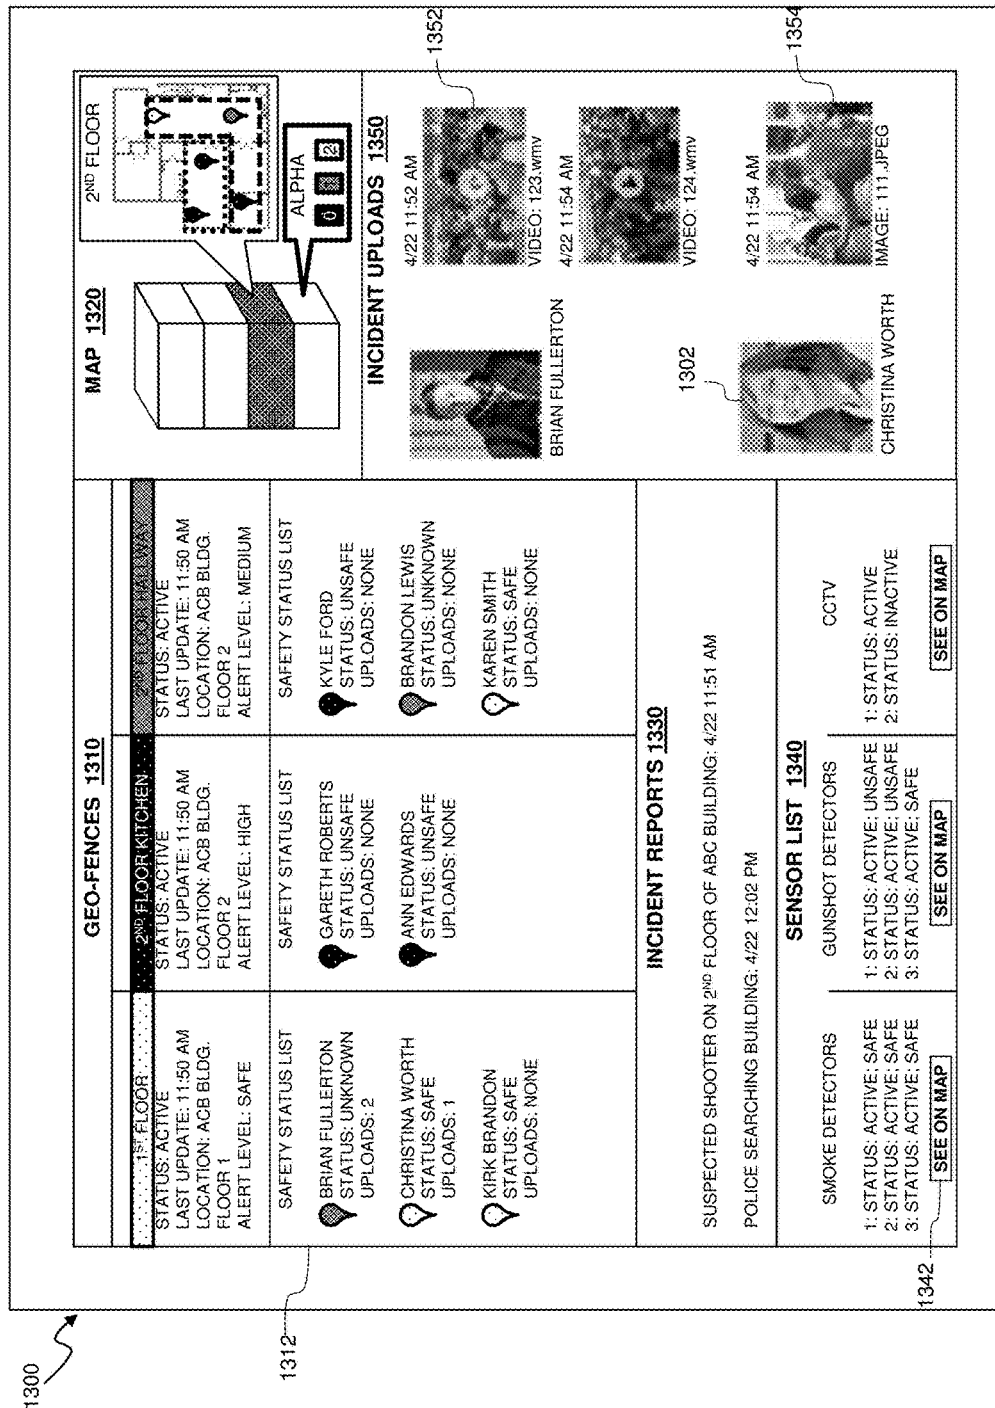 1300
GEO-FENCES 1310
1ST FLOOR
STATUS: ACTIVE
LAST UPDATE: 11:50 AM
LOCATION: ACB BLDG.
FLOOR 1
ALERT LEVEL: SAFE
SAFETY STATUS LIST
BRIAN FULLERTON
STATUS: UNKNOWN
UPLOADS: 2
CHRISTINA WORTH
STATUS: SAFE
UPLOADS: 1
KIRK BRANDON
STATUS: SAFE
UPLOADS: NONE
1312
2ND FLOOR KITCHEN
STATUS: ACTIVE
LAST UPDATE: 11:50 AM
LOCATION: ACB BLDG.
FLOOR 2
ALERT LEVEL: HIGH
SAFETY STATUS LIST
GARETH ROBERTS
STATUS: UNSAFE
UPLOADS: NONE
ANN EDWARDS
STATUS: UNSAFE
UPLOADS: NONE
2ND FLOOR HALLWAY
STATUS: ACTIVE
LAST UPDATE: 11:50 AM
LOCATION: ACB BLDG.
FLOOR 2
ALERT LEVEL: MEDIUM
SAFETY STATUS LIST
KYLE FORD
STATUS: UNSAFE
UPLOADS: NONE
BRANDON LEWIS
STATUS: UNKNOWN
UPLOADS: NONE
KAREN SMITH
STATUS: SAFE
UPLOADS: NONE
INCIDENT REPORTS 1330
SUSPECTED SHOOTER ON 2ND FLOOR OF ABC BUILDING: 4/22 11:51 AM
POLICE SEARCHING BUILDING: 4/22 12:02 PM
SENSOR LIST 1340
SMOKE DETECTORS
1: STATUS: ACTIVE; SAFE
2: STATUS: ACTIVE; SAFE
3: STATUS: ACTIVE; SAFE
SEE ON MAP
1342
GUNSHOT DETECTORS
1: STATUS: ACTIVE; UNSAFE
2: STATUS: ACTIVE; UNSAFE
3: STATUS: ACTIVE; SAFE
SEE ON MAP
CCTV
1: STATUS: ACTIVE
2: STATUS: INACTIVE
SEE ON MAP
MAP 1320
2ND FLOOR
ALPHA
0 1 2
INCIDENT UPLOADS 1350
BRIAN FULLERTON
4/22 11:52 AM
VIDEO: 123.wmv
1352
4/22 11:54 AM
VIDEO: 124.wmv
1302
CHRISTINA WORTH
4/22 11:54 AM
IMAGE: 111.JPEG
1354